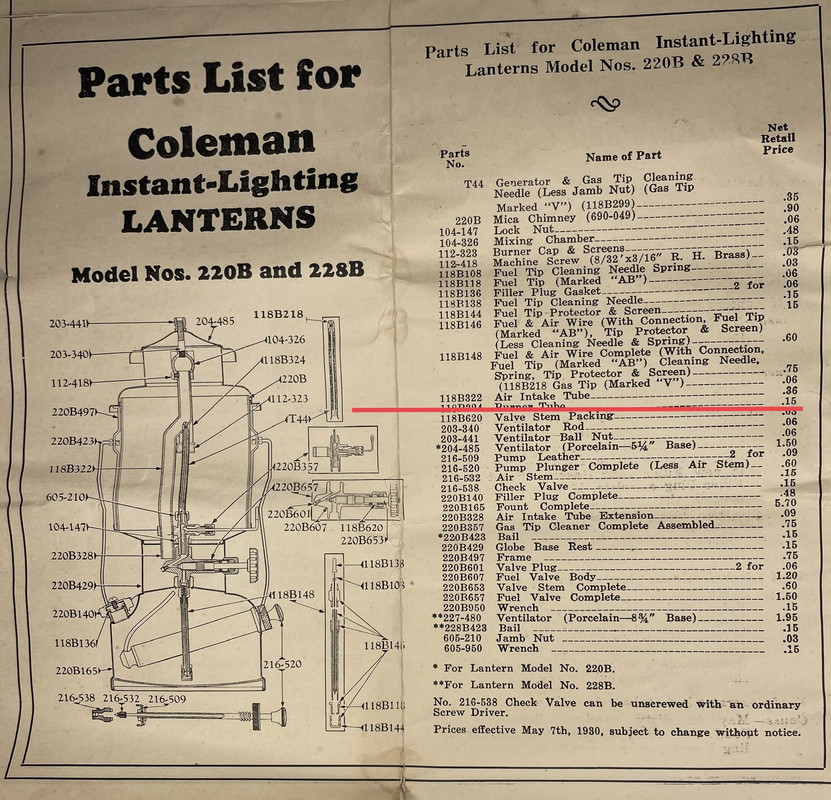 Parts List for
Coleman
Instant-Lighting
LANTERNS
Model Nos. 220B and 228B
203-441
204-485
118B218
203-340
104-326
118B324
112-418
220B
112-323
220B497
T44
220B423
118B322
220B357
605-210
220B657
220B601
104-147
220B607
118B620
220B653
220B328
118B138
220B429
118B108
118B148
220B140
118B136
118B146
220B165
216-520
216-538
216-532
216-509
118B118
118B144
Parts List for Coleman Instant-Lighting
Lanterns Model Nos. 220B & 228B
Parts No. Name of Part Net Retail Price
T44 Generator & Gas Tip Cleaning
Needle (Less Jamb Nut) (Gas Tip
Marked "V") (118B299) .35
220B Mica Chimney (690-049) .90
104-147 Lock Nut .06
104-326 Mixing Chamber .48
112-323 Burner Cap & Screens .15
112-418 Machine Screw (8/32'x3/16" R. H. Brass) .03
118B108 Fuel Tip Cleaning Needle Spring .03
118B118 Fuel Tip (Marked "AB") .06
118B136 Filler Plug Gasket 2 for .06
118B138 Fuel Tip Cleaning Needle .15
118B144 Fuel Tip Protector & Screen .15
118B146 Fuel & Air Wire (With Connection, Fuel Tip
(Marked "AB"), Tip Protector & Screen)
(Less Cleaning Needle & Spring) .60
118B148 Fuel & Air Wire Complete (With Connection,
Fuel Tip (Marked "AB") Cleaning Needle,
Spring, Tip Protector & Screen) .75
(118B218 Gas Tip (Marked "V") .06
118B322 Air Intake Tube .36
118B324 Burner Tube .15
118B620 Valve Stem Packing .03
203-340 Ventilator Rod .06
203-441 Ventilator Ball Nut .06
*204-485 Ventilator (Porcelain—5¼" Base) 1.50
216-509 Pump Leather 2 for .09
216-520 Pump Plunger Complete (Less Air Stem) .60
216-532 Air Stem .15
216-538 Check Valve .15
220B140 Filler Plug Complete .48
220B165 Fount Complete 5.70
220B328 Air Intake Tube Extension .09
220B357 Gas Tip Cleaner Complete Assembled .75
*220B423 Bail .15
220B429 Globe Base Rest .15
220B497 Frame .75
220B601 Valve Plug 2 for .06
220B607 Fuel Valve Body 1.20
220B653 Valve Stem Complete .60
220B657 Fuel Valve Complete 1.50
220B950 Wrench .15
**227-480 Ventilator (Porcelain—8¾" Base) 1.95
**228B423 Bail .15
605-210 Jamb Nut .03
605-950 Wrench .15
* For Lantern Model No. 220B.
**For Lantern Model No. 228B.
No. 216-538 Check Valve can be unscrewed with an ordinary
Screw Driver.
Prices effective May 7th, 1930, subject to change without notice.